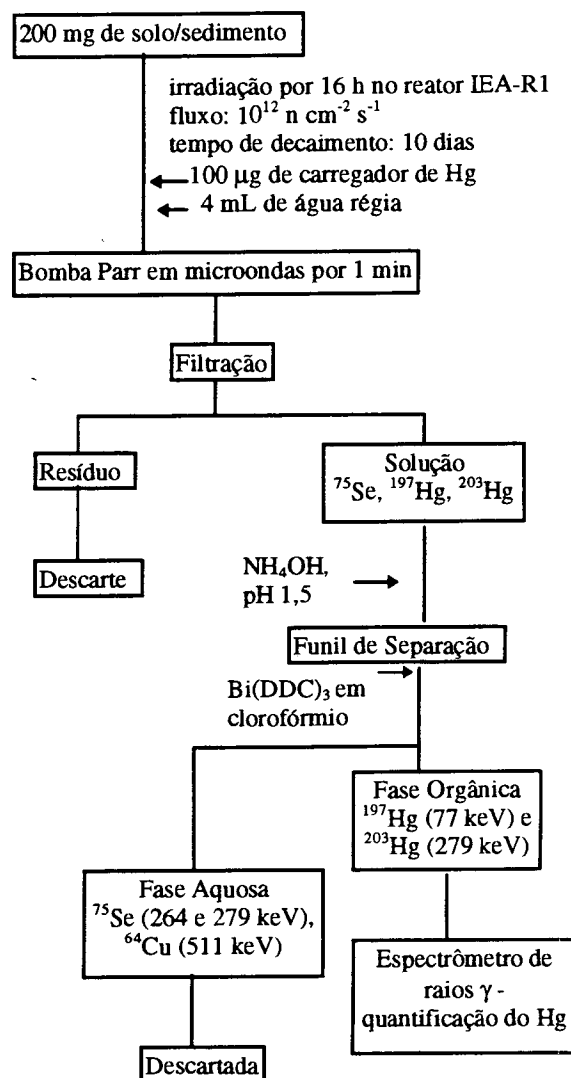 200 mg de solo/sedimento
irradiação por 16 h no reator IEA-R1
fluxo: 10¹² n cm⁻² s⁻¹
tempo de decaimento: 10 dias
100 µg de carregador de Hg
4 mL de água régia
Bomba Parr em microondas por 1 min
Filtração
Resíduo
Descarte
Solução
⁷⁵Se, ¹⁹⁷Hg, ²⁰³Hg
NH₄OH,
pH 1,5
Funil de Separação
Bi(DDC)₃ em
clorofórmio
Fase Aquosa
⁷⁵Se (264 e 279 keV),
⁶⁴Cu (511 keV)
Descartada
Fase Orgânica
¹⁹⁷Hg (77 keV) e
²⁰³Hg (279 keV)
Espectrômetro de
raios γ -
quantificação do Hg